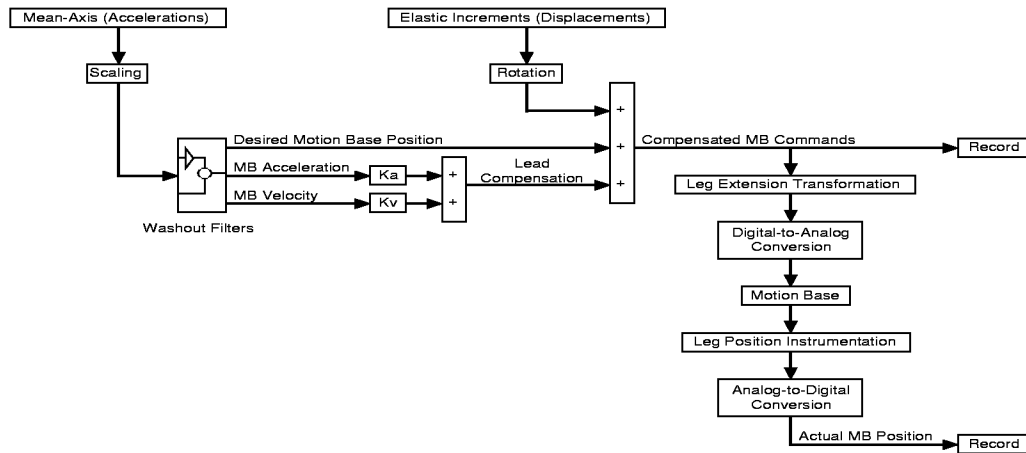 Mean-Axis (Accelerations)
Elastic Increments (Displacements)
Scaling
Rotation
+
Desired Motion Base Position
+
Compensated MB Commands
Record
MB Acceleration
Ka
+
Lead
Compensation
+
Leg Extension Transformation
MB Velocity
Kv
+
Washout Filters
Digital-to-Analog
Conversion
Motion Base
Leg Position Instrumentation
Analog-to-Digital
Conversion
Actual MB Position
Record